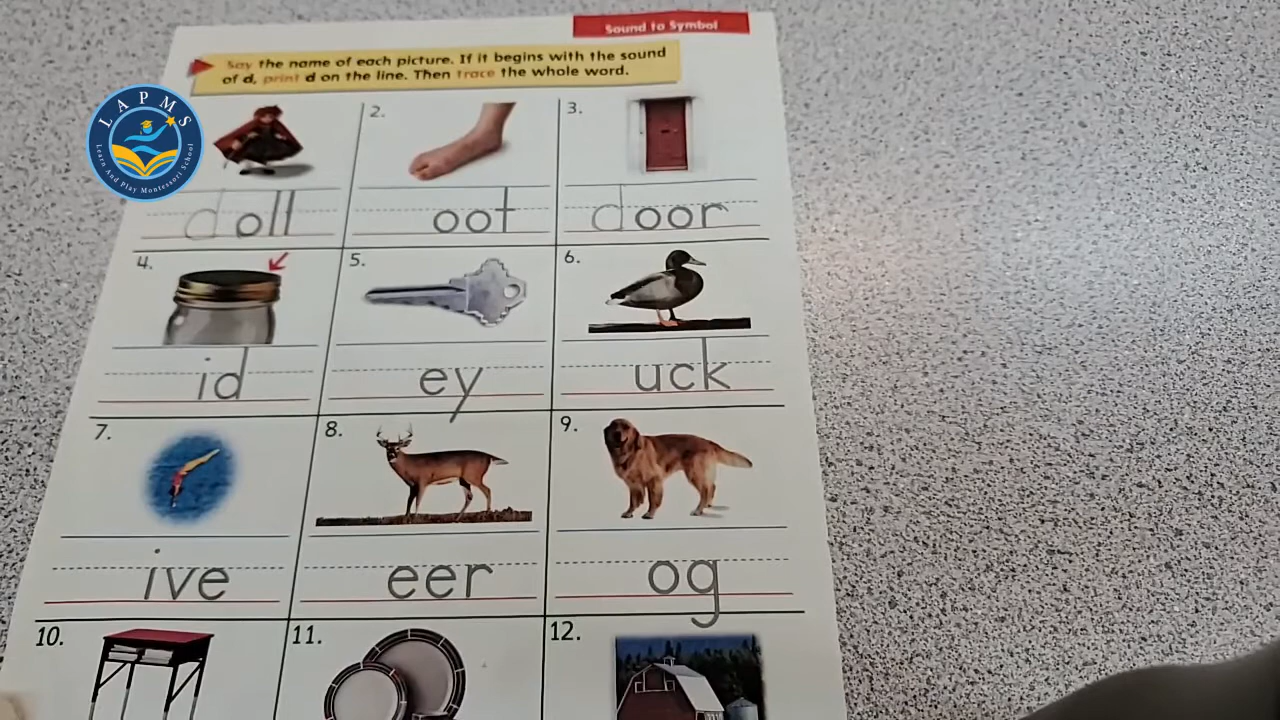 Sound to Symbol
Say the name of each picture. If it begins with the sound
of d, print d on the line. Then trace the whole word.
LAPMS
Learn And Play Montessori School
2.
3.
doll
oot
door
4.
5.
6.
id
ey
uck
7.
8.
9.
ive
eer
og
10.
11.
12.